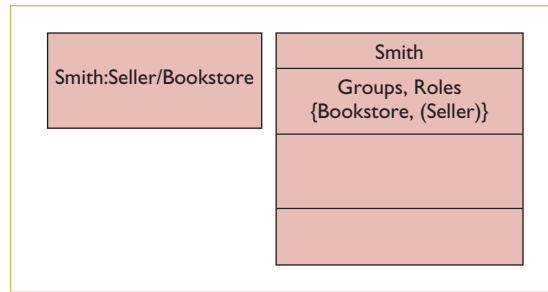 Smith:Seller/Bookstore
Smith
Groups, Roles
{Bookstore, (Seller)}